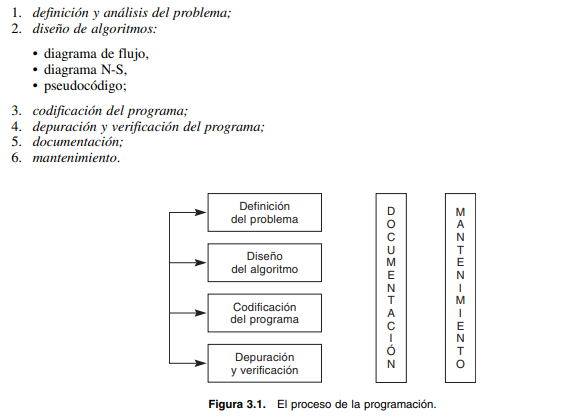 1. definición y análisis del problema;
2. diseño de algoritmos:
• diagrama de flujo,
• diagrama N-S,
• pseudocódigo;
3. codificación del programa;
4. depuración y verificación del programa;
5. documentación;
6. mantenimiento.
Definición
del problema
Diseño
del algoritmo
Codificación
del programa
Depuración
y verificación
DOCUMENTACIÓN
MANTENIMIENTO
Figura 3.1. El proceso de la programación.